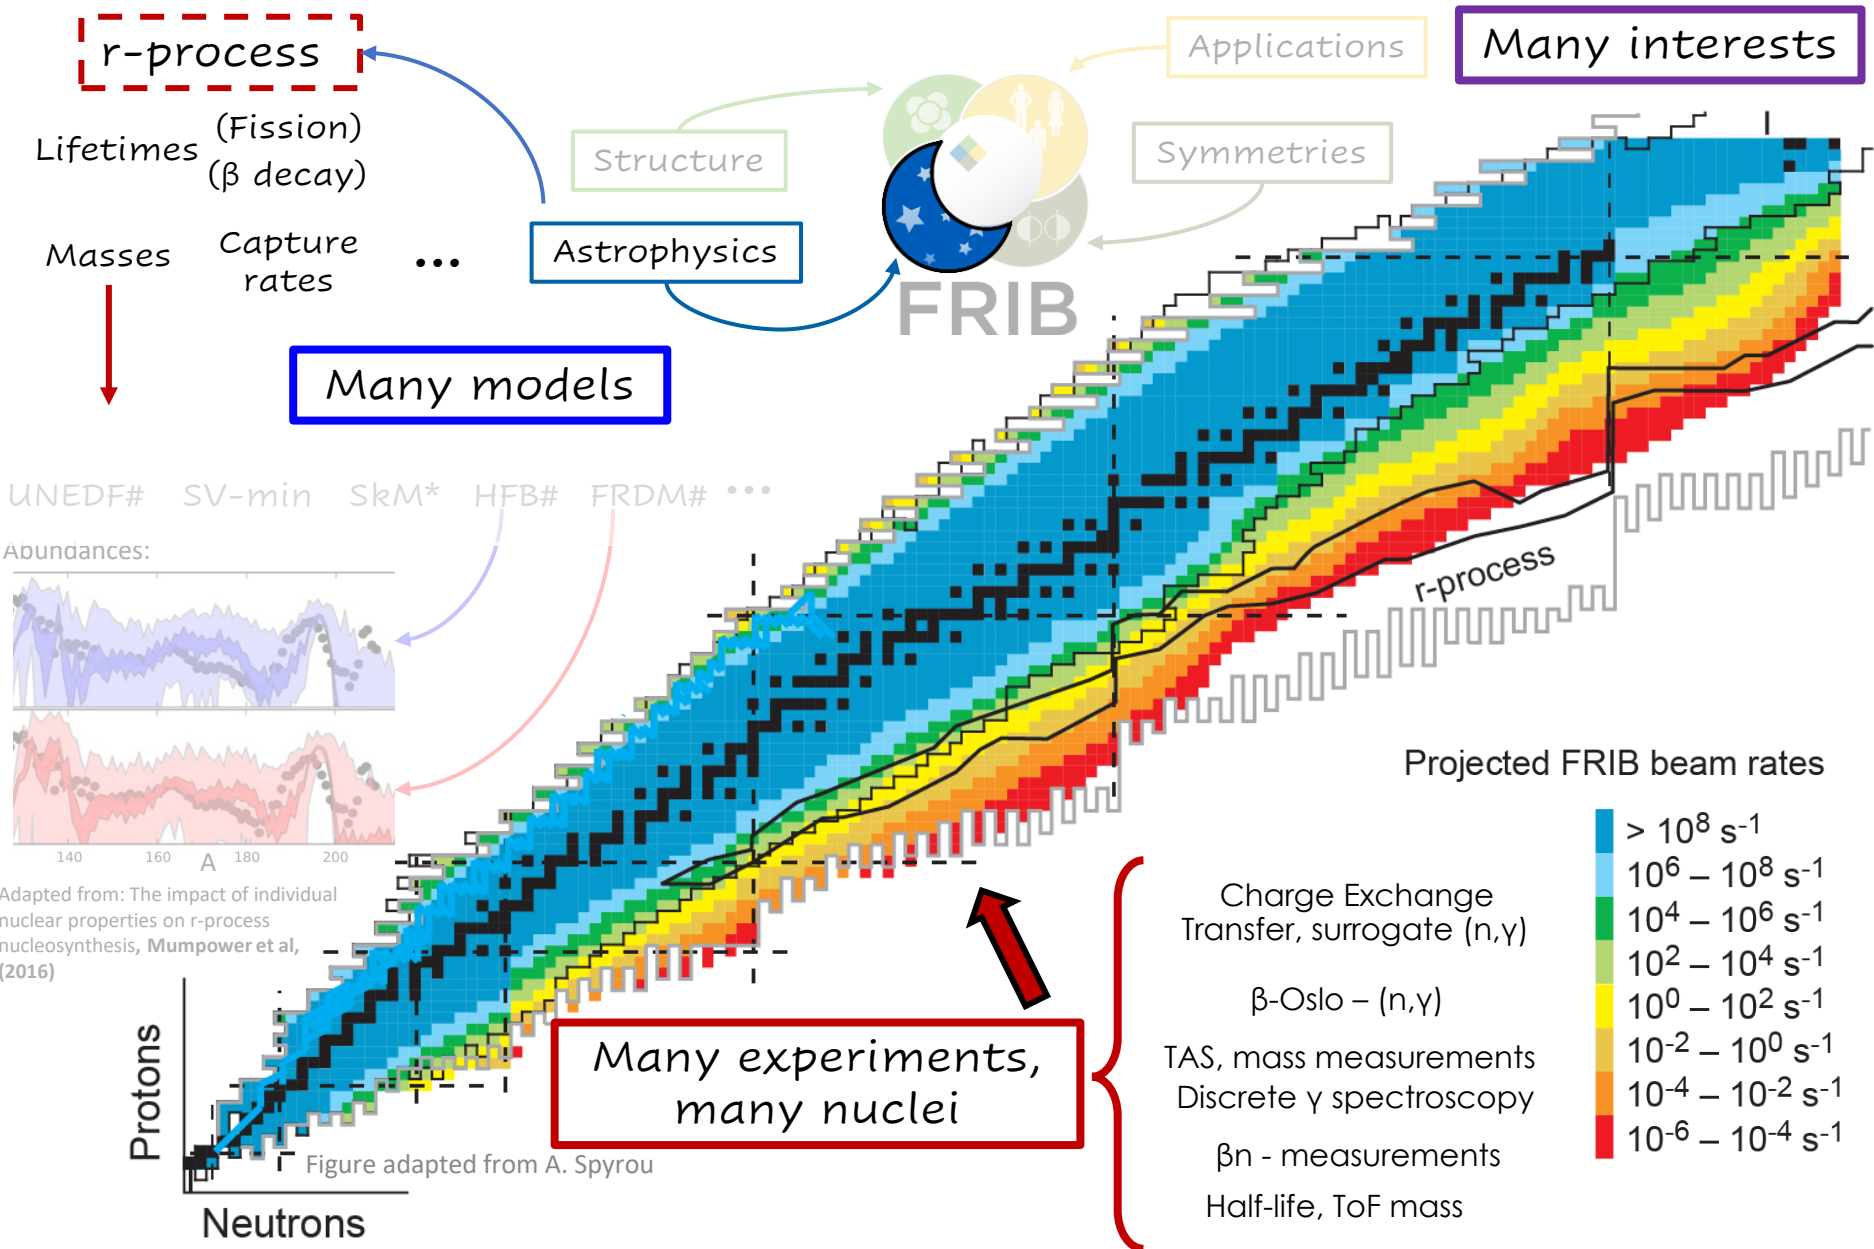 r-process
Applications
Many interests
Lifetimes
(Fission)
(β decay)
Structure
Symmetries
Masses
Capture
rates
...
Astrophysics
FRIB
Many models
UNEDF#
SV-min
SkM*
HFB#
FRDM#
...
Abundances:
140
160
180
200
A
Adapted from: The impact of individual
nuclear properties on r-process
nucleosynthesis, Mumpower et al,
(2016)
r-process
Projected FRIB beam rates
> 10⁸ s⁻¹
10⁶ – 10⁸ s⁻¹
10⁴ – 10⁶ s⁻¹
10² – 10⁴ s⁻¹
10⁰ – 10² s⁻¹
10⁻² – 10⁰ s⁻¹
10⁻⁴ – 10⁻² s⁻¹
10⁻⁶ – 10⁻⁴ s⁻¹
Charge Exchange
Transfer, surrogate (n,γ)
β-Oslo – (n,γ)
TAS, mass measurements
Discrete γ spectroscopy
βn - measurements
Half-life, ToF mass
Many experiments,
many nuclei
Protons
Neutrons
Figure adapted from A. Spyrou